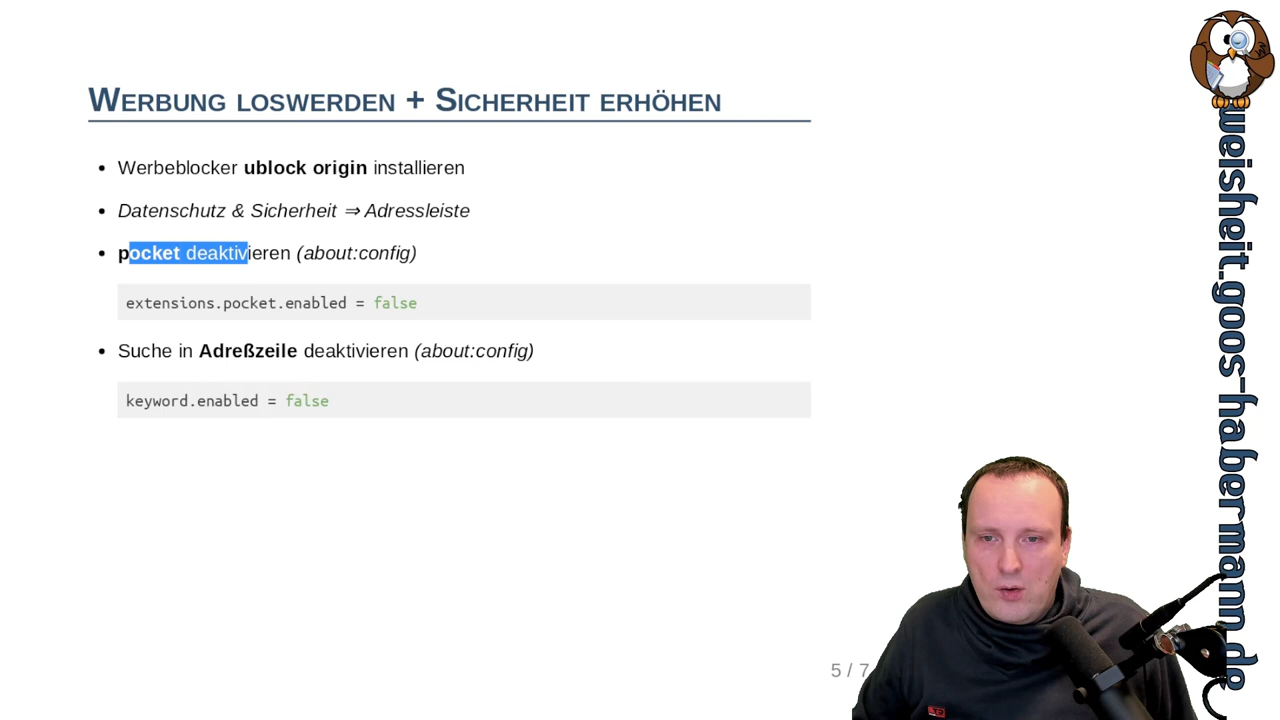 Werbung loswerden + Sicherheit erhöhen
• Werbeblocker ublock origin installieren
• Datenschutz & Sicherheit ⇒ Adressleiste
• pocket deaktivieren (about:config)
extensions.pocket.enabled = false
• Suche in Adreßzeile deaktivieren (about:config)
keyword.enabled = false
5 / 7
weisheit.goos-habermann.de